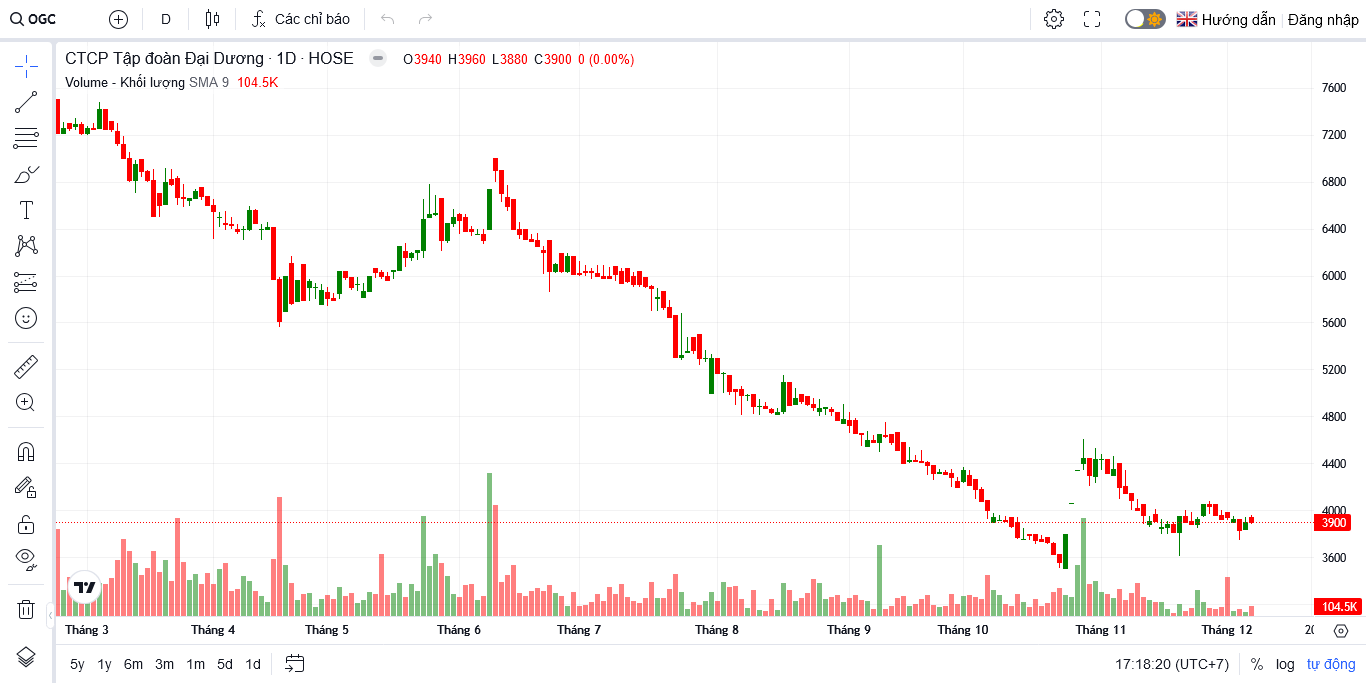 OGC D Các chỉ báo Hướng dẫn Đăng nhập
CTCP Tập đoàn Đại Dương · 1D · HOSE O3940 H3960 L3880 C3900 0 (0.00%)
Volume - Khối lượng SMA 9 104.5K
7600
7200
6800
6400
6000
5600
5200
4800
4400
4000
3900
3600
104.5K
Tháng 3 Tháng 4 Tháng 5 Tháng 6 Tháng 7 Tháng 8 Tháng 9 Tháng 10 Tháng 11 Tháng 12
5y 1y 6m 3m 1m 5d 1d 17:18:20 (UTC+7) % log tự động